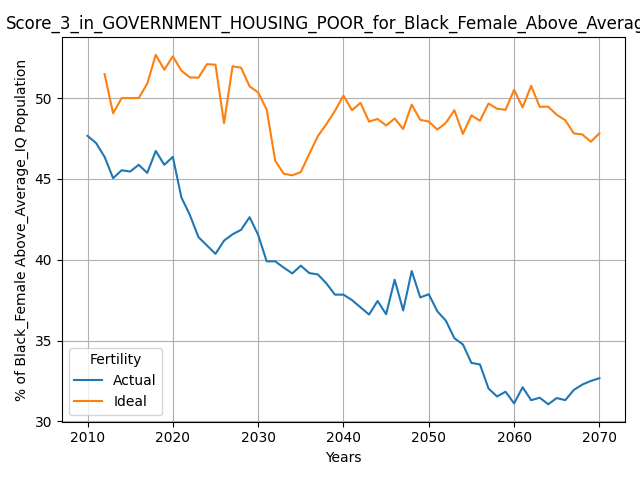 Score_3_in_GOVERNMENT_HOUSING_POOR_for_Black_Female_Above_Averag
% of Black_Female Above_Average_IQ Population
50
45
40
35
30
Fertility
Actual
Ideal
2010 2020 2030 2040 2050 2060 2070
Years